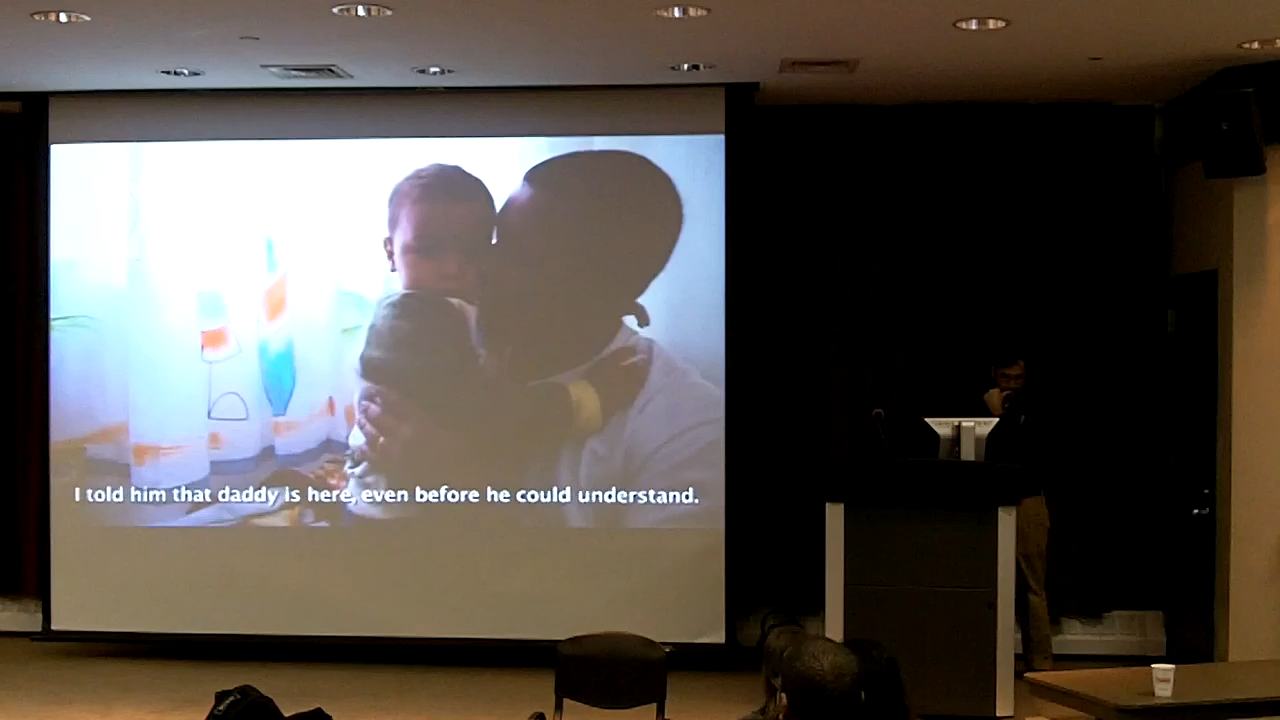 I told him that daddy is here, even before he could understand.